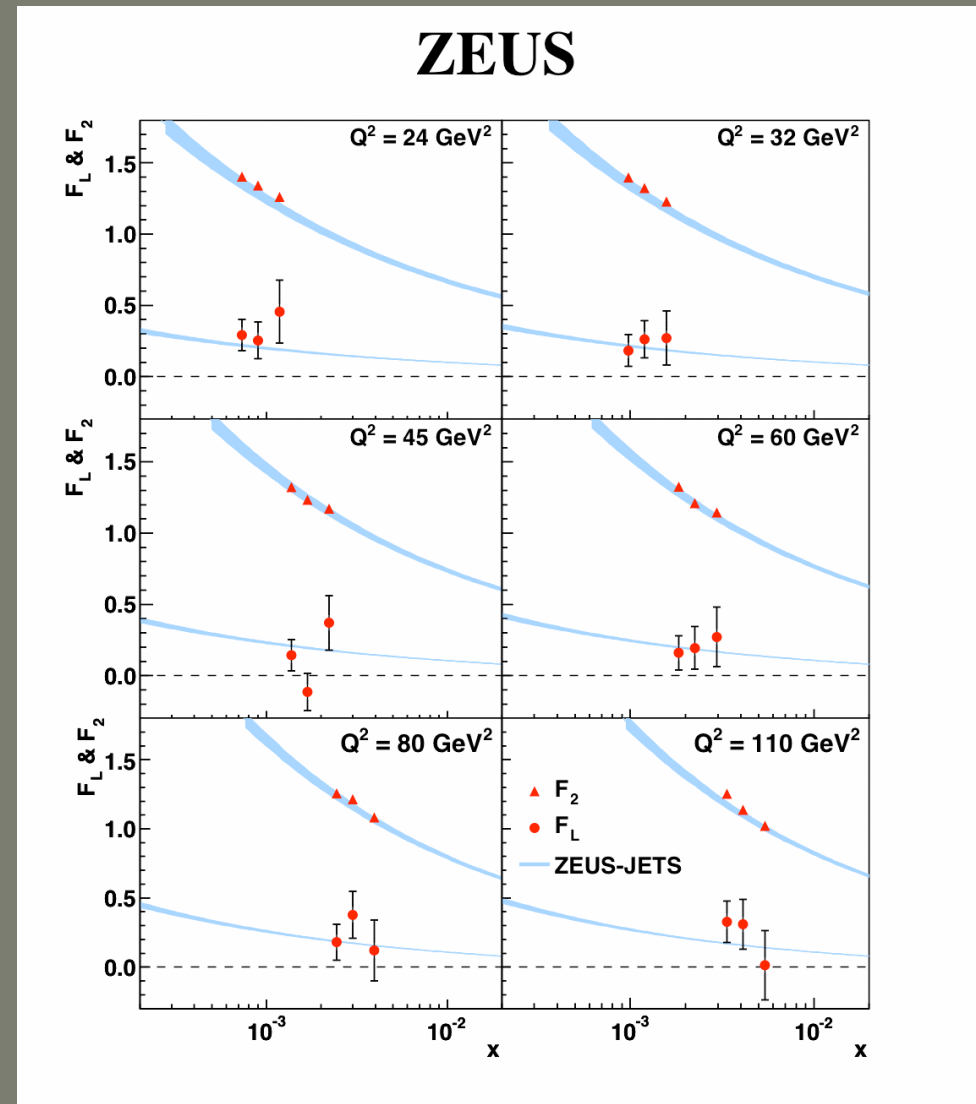 ZEUS
F_L & F_2
Q² = 24 GeV²
Q² = 32 GeV²
1.5
1.0
0.5
0.0
F_L & F_2
Q² = 45 GeV²
Q² = 60 GeV²
1.5
1.0
0.5
0.0
F_L & F_2
Q² = 80 GeV²
Q² = 110 GeV²
1.5
1.0
0.5
0.0
F_2
F_L
ZEUS-JETS
10⁻³
10⁻²
10⁻³
10⁻²
x
x